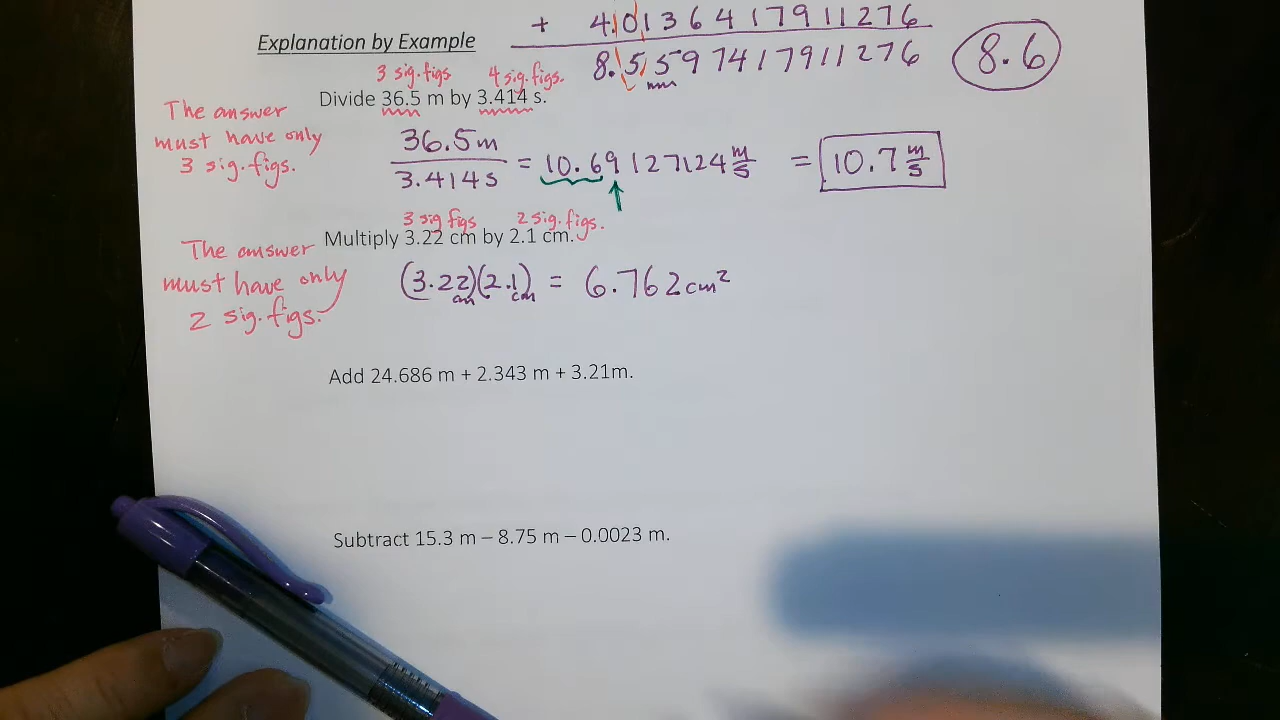 + 4.0136417911276
Explanation by Example
8.5597417911276 8.6
3 sig.figs 4 sig.figs.
Divide 36.5 m by 3.414 s.
The answer
must have only
3 sig.figs.
36.5m
3.414s
= 10.69127124 m/s = 10.7 m/s
3 sig figs 2 sig.figs.
Multiply 3.22 cm by 2.1 cm.
The answer
must have only
2 sig.figs.
(3.22)(2.1) = 6.762 cm²
cm cm
Add 24.686 m + 2.343 m + 3.21m.
Subtract 15.3 m – 8.75 m – 0.0023 m.